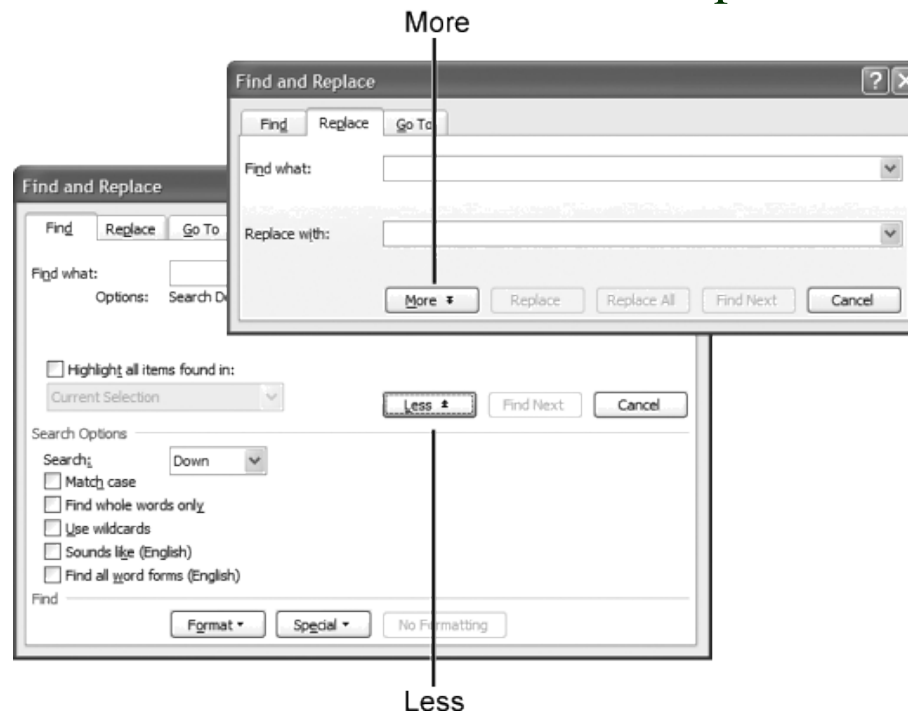 More
Find and Replace
Find Replace Go To
Find what:
Replace with:
More Replace Replace All Find Next Cancel
Find and Replace
Find Replace Go To
Find what:
Options: Search D
Highlight all items found in:
Current Selection
Less Find Next Cancel
Search Options
Search: Down
Match case
Find whole words only
Use wildcards
Sounds like (English)
Find all word forms (English)
Find
Format Special No Formatting
Less